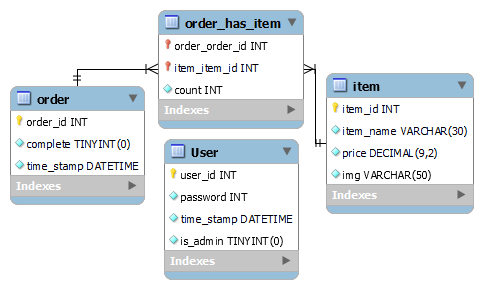 order_has_item
order_order_id INT
item_item_id INT
count INT
Indexes
order
order_id INT
complete TINYINT(0)
time_stamp DATETIME
Indexes
User
user_id INT
password INT
time_stamp DATETIME
is_admin TINYINT(0)
Indexes
item
item_id INT
item_name VARCHAR(30)
price DECIMAL(9,2)
img VARCHAR(50)
Indexes